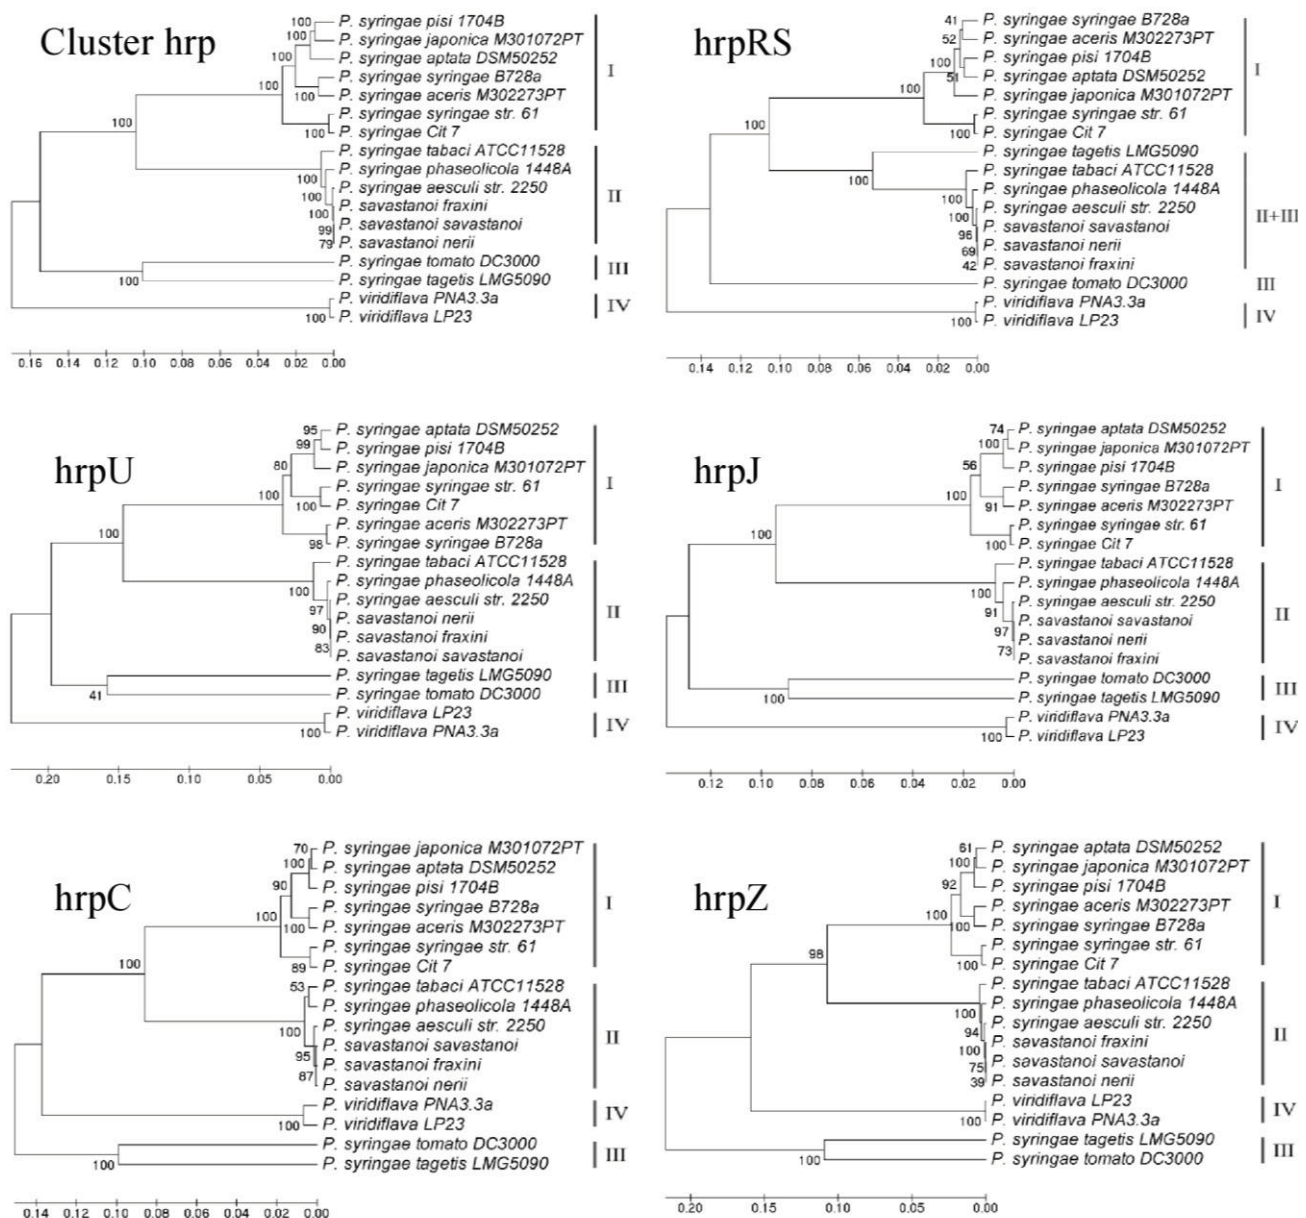 Cluster hrp
100
P. syringae pisi 1704B
100
P. syringae japonica M301072PT
100
P. syringae aptata DSM50252
100
P. syringae syringae B728a
100
P. syringae aceris M302273PT
P. syringae syringae str. 61
100
P. syringae Cit 7
100
P. syringae tabaci ATCC11528
100
P. syringae phaseolicola 1448A
100
P. syringae aesculi str. 2250
100
P. savastanoi fraxini
99
P. savastanoi savastanoi
79
P. savastanoi nerii
P. syringae tomato DC3000
100
P. syringae tagetis LMG5090
P. viridiflava PNA3.3a
100
P. viridiflava LP23
I
II
III
IV
0.16 0.14 0.12 0.10 0.08 0.06 0.04 0.02 0.00
hrpRS
41
P. syringae syringae B728a
52
P. syringae aceris M302273PT
100
P. syringae pisi 1704B
51
P. syringae aptata DSM50252
100
P. syringae japonica M301072PT
P. syringae syringae str. 61
100
P. syringae Cit 7
100
P. syringae tagetis LMG5090
100
P. syringae tabaci ATCC11528
100
P. syringae phaseolicola 1448A
100
P. syringae aesculi str. 2250
96
P. savastanoi savastanoi
69
P. savastanoi nerii
42
P. savastanoi fraxini
P. syringae tomato DC3000
P. viridiflava PNA3.3a
100
P. viridiflava LP23
I
II+III
III
IV
0.14 0.12 0.10 0.08 0.06 0.04 0.02 0.00
hrpU
95
P. syringae aptata DSM50252
99
P. syringae pisi 1704B
80
P. syringae japonica M301072PT
100
P. syringae syringae str. 61
100
P. syringae Cit 7
P. syringae aceris M302273PT
98
P. syringae syringae B728a
100
P. syringae tabaci ATCC11528
100
P. syringae phaseolicola 1448A
97
P. syringae aesculi str. 2250
90
P. savastanoi nerii
83
P. savastanoi fraxini
P. savastanoi savastanoi
P. syringae tagetis LMG5090
41
P. syringae tomato DC3000
P. viridiflava LP23
100
P. viridiflava PNA3.3a
I
II
III
IV
0.20 0.15 0.10 0.05 0.00
hrpJ
74
P. syringae aptata DSM50252
100
P. syringae japonica M301072PT
56
P. syringae pisi 1704B
P. syringae syringae B728a
91
P. syringae aceris M302273PT
P. syringae syringae str. 61
100
P. syringae Cit 7
100
P. syringae tabaci ATCC11528
100
P. syringae phaseolicola 1448A
91
P. syringae aesculi str. 2250
P. savastanoi savastanoi
97
P. savastanoi nerii
73
P. savastanoi fraxini
P. syringae tomato DC3000
100
P. syringae tagetis LMG5090
P. viridiflava PNA3.3a
100
P. viridiflava LP23
I
II
III
IV
0.12 0.10 0.08 0.06 0.04 0.02 0.00
hrpC
70
P. syringae japonica M301072PT
100
P. syringae aptata DSM50252
90
P. syringae pisi 1704B
100
P. syringae syringae B728a
100
P. syringae aceris M302273PT
P. syringae syringae str. 61
89
P. syringae Cit 7
100
53
P. syringae tabaci ATCC11528
P. syringae phaseolicola 1448A
100
P. syringae aesculi str. 2250
P. savastanoi savastanoi
95
P. savastanoi fraxini
87
P. savastanoi nerii
P. viridiflava PNA3.3a
100
P. viridiflava LP23
P. syringae tomato DC3000
100
P. syringae tagetis LMG5090
I
II
IV
III
0.14 0.12 0.10 0.08 0.06 0.04 0.02 0.00
hrpZ
61
P. syringae aptata DSM50252
100
P. syringae japonica M301072PT
92
P. syringae pisi 1704B
P. syringae aceris M302273PT
100
100
P. syringae syringae B728a
P. syringae syringae str. 61
100
P. syringae Cit 7
98
P. syringae tabaci ATCC11528
P. syringae phaseolicola 1448A
100
P. syringae aesculi str. 2250
94
P. savastanoi fraxini
100
P. savastanoi savastanoi
75
P. savastanoi nerii
39
P. viridiflava LP23
100
P. viridiflava PNA3.3a
P. syringae tagetis LMG5090
100
P. syringae tomato DC3000
I
II
IV
III
0.20 0.15 0.10 0.05 0.00